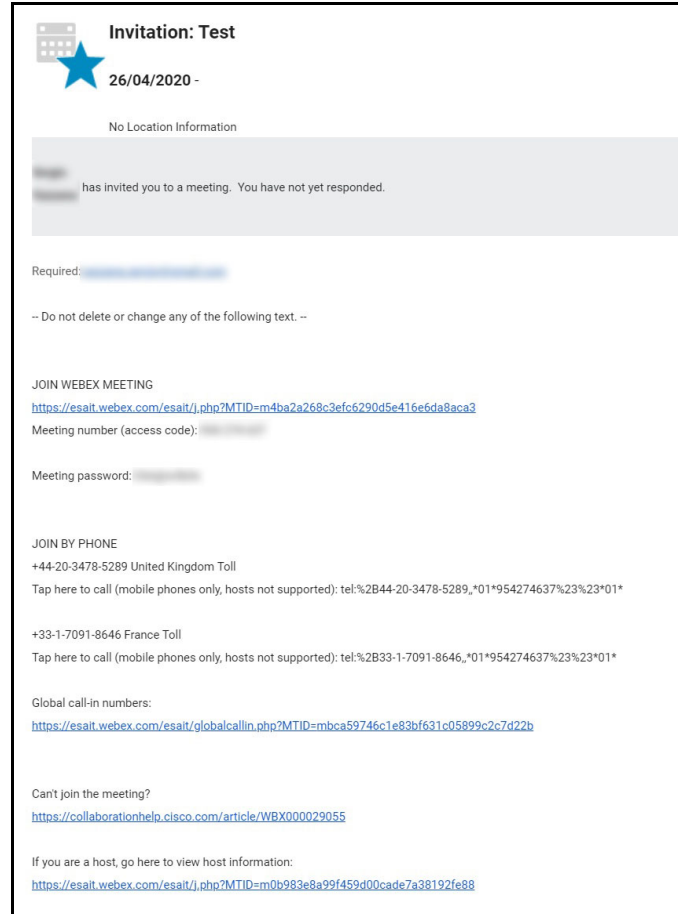 Invitation: Test
26/04/2020 -
No Location Information
has invited you to a meeting. You have not yet responded.
Required:
-- Do not delete or change any of the following text. --
JOIN WEBEX MEETING
https://esait.webex.com/esait/j.php?MTID=m4ba2a268c3efc6290d5e416e6da8aca3
Meeting number (access code):
Meeting password:
JOIN BY PHONE
+44-20-3478-5289 United Kingdom Toll
Tap here to call (mobile phones only, hosts not supported): tel:%2B44-20-3478-5289,,*01*954274637%23%23*01*
+33-1-7091-8646 France Toll
Tap here to call (mobile phones only, hosts not supported): tel:%2B33-1-7091-8646,,*01*954274637%23%23*01*
Global call-in numbers:
https://esait.webex.com/esait/globalcallin.php?MTID=mbca59746c1e83bf631c05899c2c7d22b
Can't join the meeting?
https://collaborationhelp.cisco.com/article/WBX000029055
If you are a host, go here to view host information:
https://esait.webex.com/esait/j.php?MTID=m0b983e8a99f459d00cade7a38192fe88